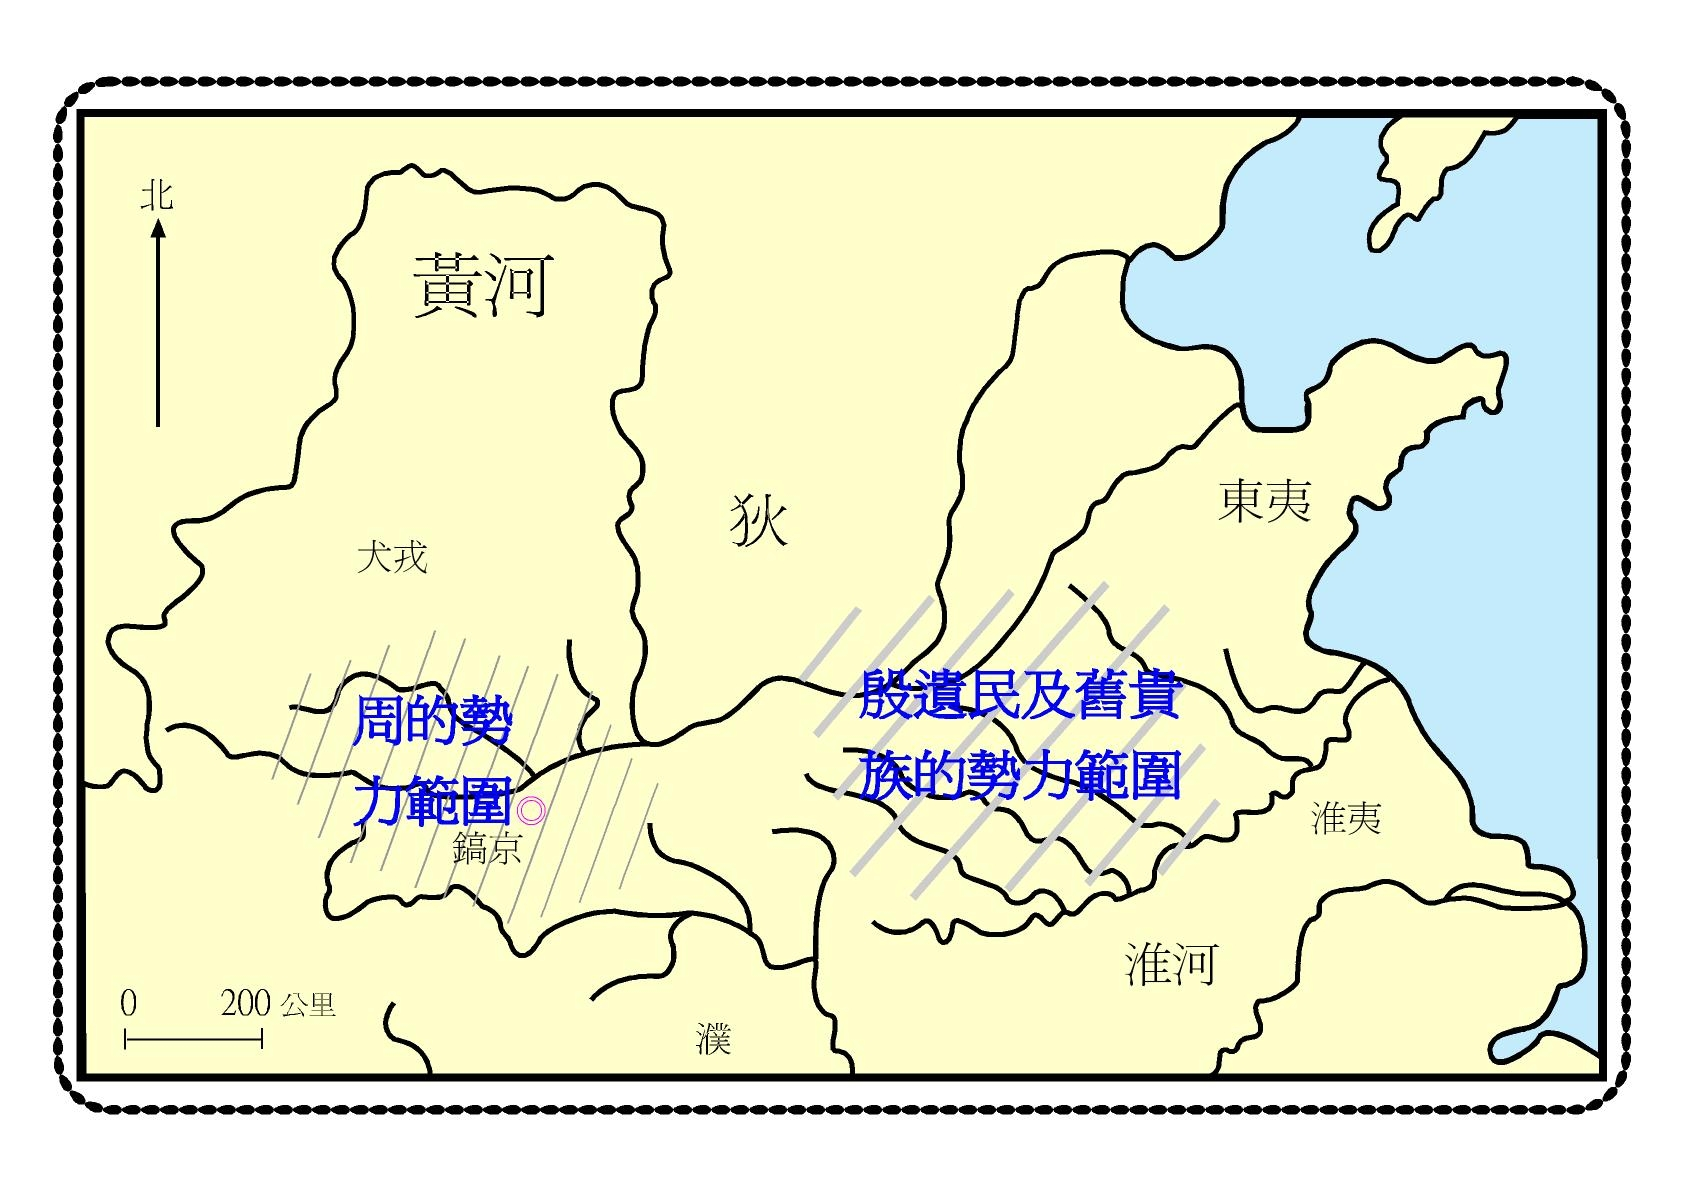 北
黃河
狄
東夷
犬戎
周的勢
力範圍
鎬京
殷遺民及舊貴
族的勢力範圍
淮夷
淮河
0 200 公里
濮